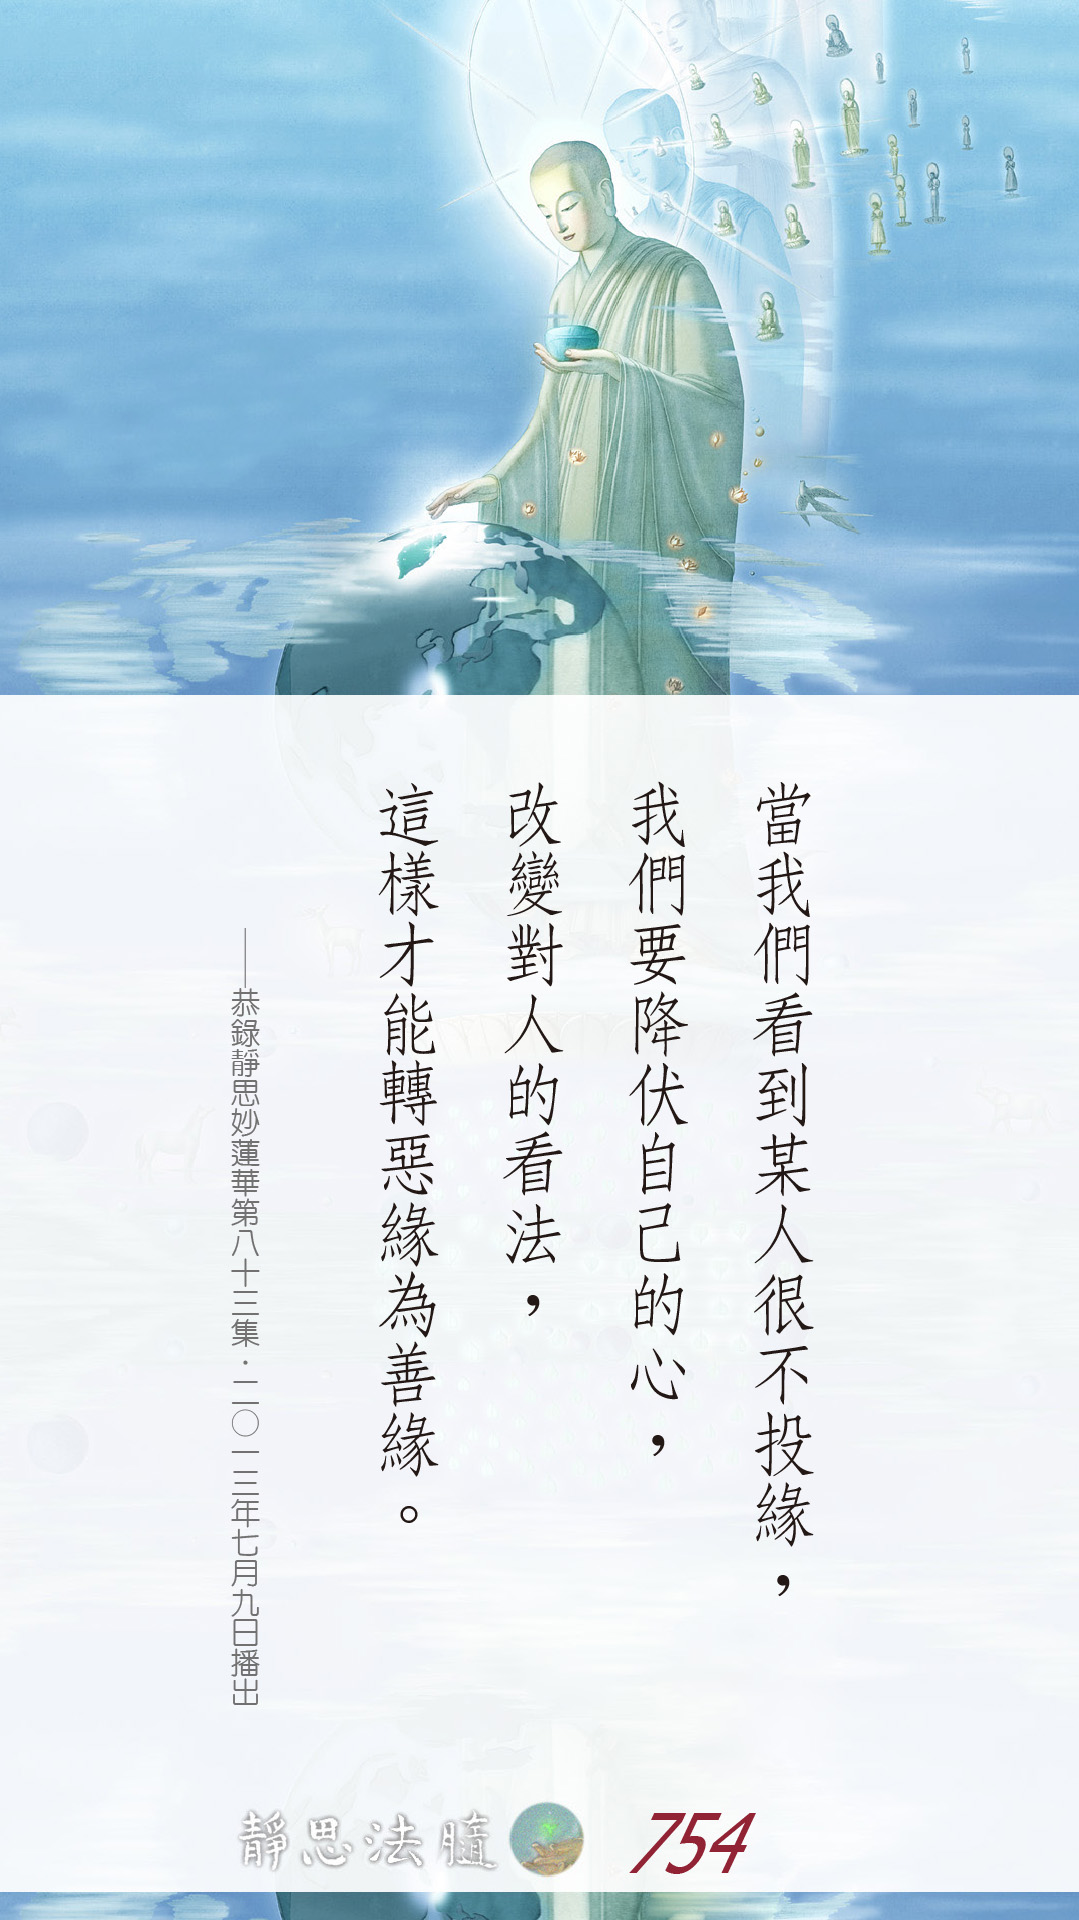 當我們看到某人很不投緣，
我們要降伏自己的心，
改變對人的看法，
這樣才能轉惡緣為善緣。
——恭錄靜思妙蓮華第八十三集．二〇一三年七月九日播出
靜思法髓
754